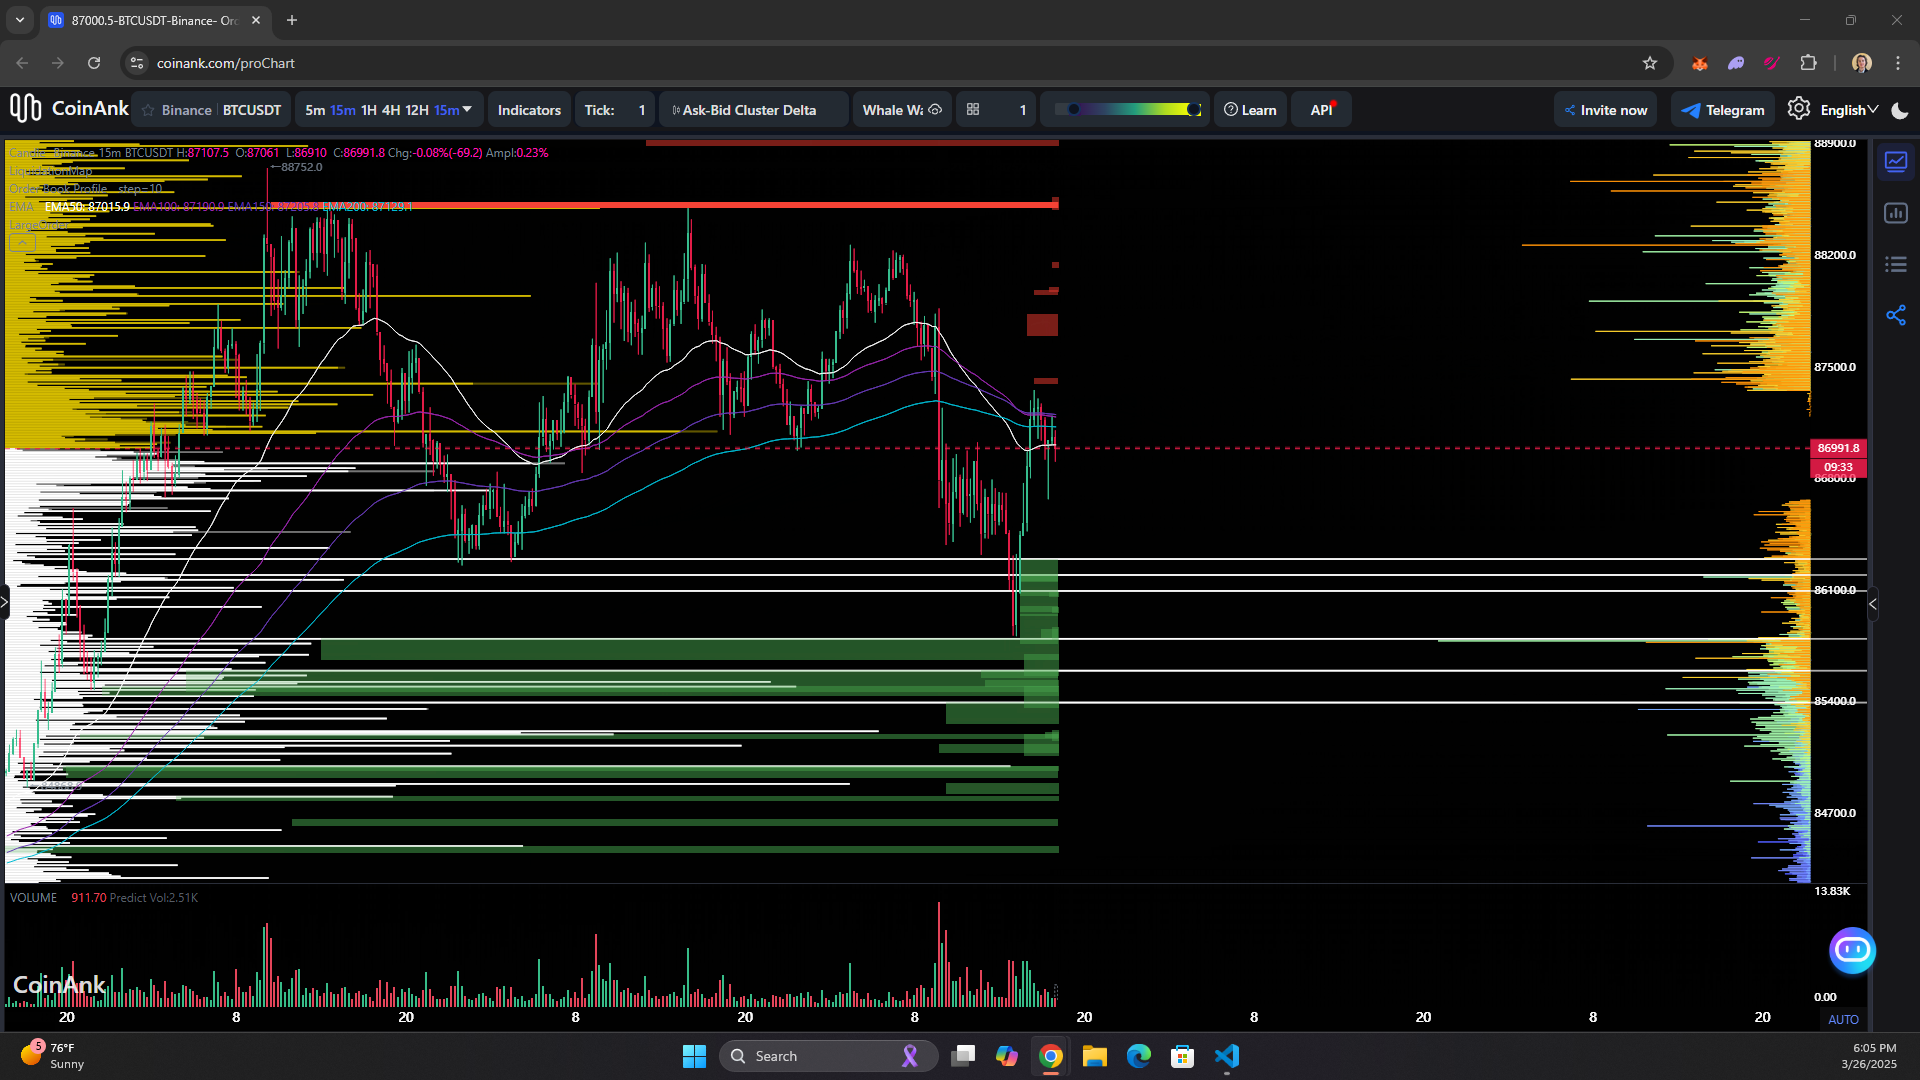 87000.5-BTCUSDT-Binance- Or
coinank.com/proChart
CoinAnk
Binance BTCUSDT
5m 15m 1H 4H 12H 15m
Indicators
Tick: 1
Ask-Bid Cluster Delta
Whale Wa
1
Learn
API
Invite now
Telegram
English
Candle Binance 15m BTCUSDT H:87107.5 O:87061 L:86910 C:86991.8 Chg:-0.08%(-69.2) Ampl:0.23%
←88752.0
LiquidationMap
Order Book Profile step=10
EMA EMA50: 87015.9 EMA100: 87190.9 EMA200: 87129.1
LargeOrder
88900.0
88200.0
87500.0
86991.8
09:33
86800.0
86100.0
85400.0
84700.0
VOLUME 911.70 Predict Vol:2.51K
13.83K
CoinAnk
0.00
20 8 20 8 20 8 20 8 20 8 20
AUTO
5
76°F
Sunny
Search
6:05 PM
3/26/2025